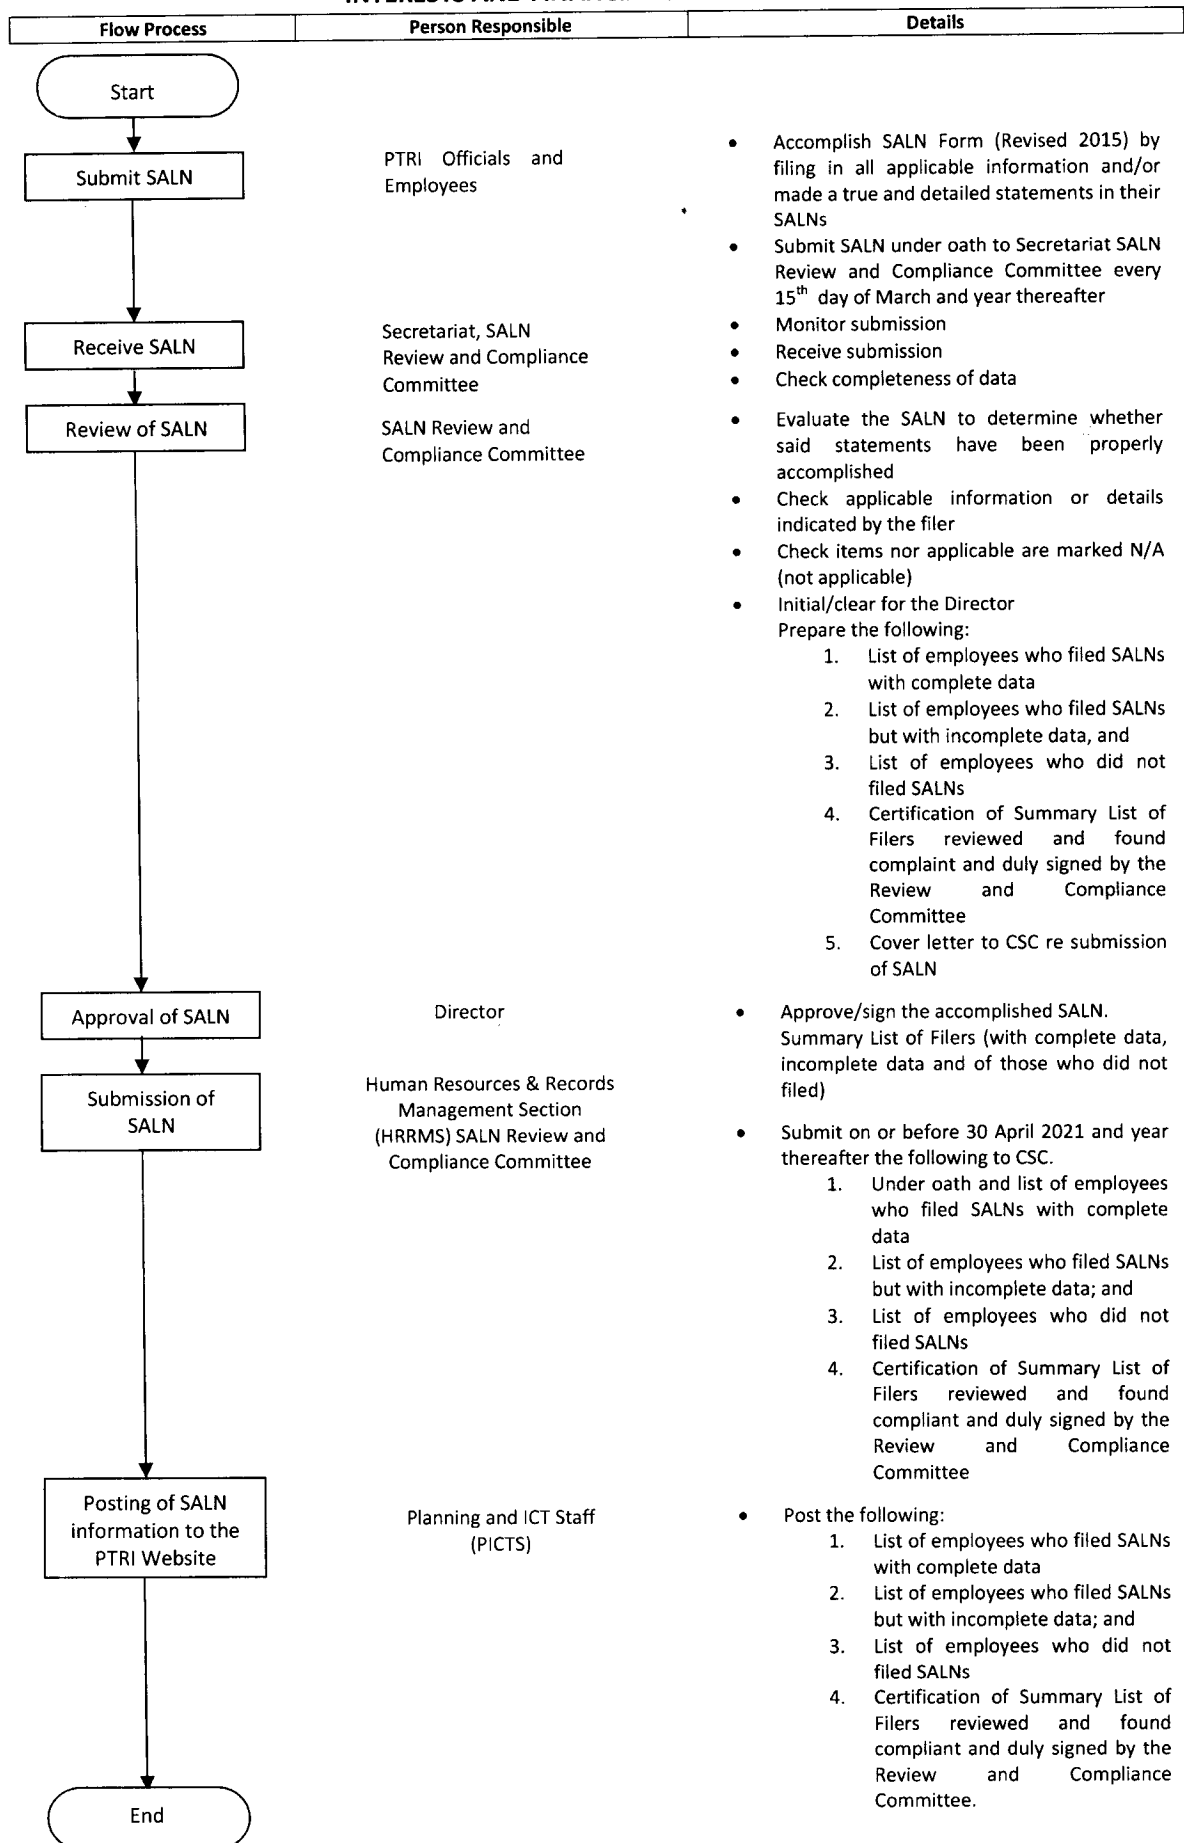 Flow Process Person Responsible Details
Start
Submit SALN
PTRI Officials and
Employees
• Accomplish SALN Form (Revised 2015) by
filing in all applicable information and/or
made a true and detailed statements in their
SALNs
• Submit SALN under oath to Secretariat SALN
Review and Compliance Committee every
15th day of March and year thereafter
Receive SALN
Secretariat, SALN
Review and Compliance
Committee
• Monitor submission
• Receive submission
• Check completeness of data
Review of SALN
SALN Review and
Compliance Committee
• Evaluate the SALN to determine whether
said statements have been properly
accomplished
• Check applicable information or details
indicated by the filer
• Check items nor applicable are marked N/A
(not applicable)
• Initial/clear for the Director
Prepare the following:
1. List of employees who filed SALNs
with complete data
2. List of employees who filed SALNs
but with incomplete data, and
3. List of employees who did not
filed SALNs
4. Certification of Summary List of
Filers reviewed and found
complaint and duly signed by the
Review and Compliance
Committee
5. Cover letter to CSC re submission
of SALN
Approval of SALN
Director
• Approve/sign the accomplished SALN.
Summary List of Filers (with complete data,
incomplete data and of those who did not
filed)
Submission of
SALN
Human Resources & Records
Management Section
(HRRMS) SALN Review and
Compliance Committee
• Submit on or before 30 April 2021 and year
thereafter the following to CSC.
1. Under oath and list of employees
who filed SALNs with complete
data
2. List of employees who filed SALNs
but with incomplete data; and
3. List of employees who did not
filed SALNs
4. Certification of Summary List of
Filers reviewed and found
compliant and duly signed by the
Review and Compliance
Committee
Posting of SALN
information to the
PTRI Website
Planning and ICT Staff
(PICTS)
• Post the following:
1. List of employees who filed SALNs
with complete data
2. List of employees who filed SALNs
but with incomplete data; and
3. List of employees who did not
filed SALNs
4. Certification of Summary List of
Filers reviewed and found
compliant and duly signed by the
Review and Compliance
Committee.
End